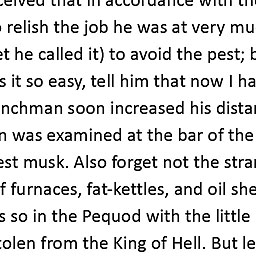 ceived that in accordance with the
relish the job he was at very mu
et he called it) to avoid the pest; b
s it so easy, tell him that now I ha
nchman soon increased his dista
n was examined at the bar of the
est musk. Also forget not the stra
f furnaces, fat-kettles, and oil she
s so in the Pequod with the little
tolen from the King of Hell. But le